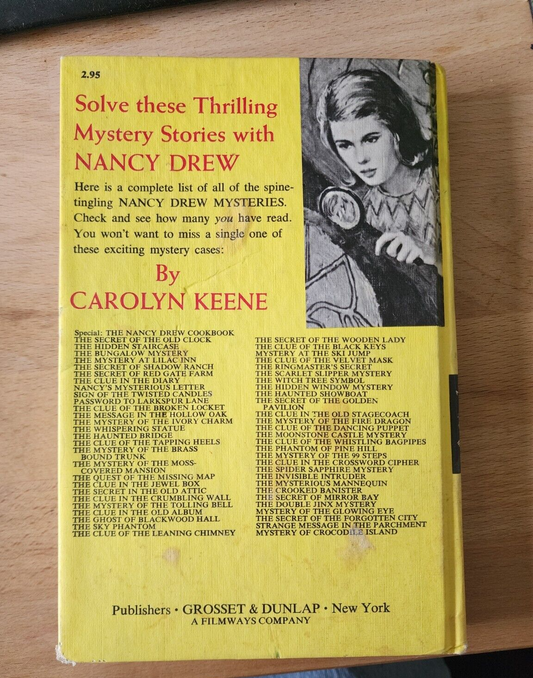 2.95
Solve these Thrilling
Mystery Stories with
NANCY DREW
Here is a complete list of all of the spine-
tingling NANCY DREW MYSTERIES.
Check and see how many you have read.
You won't want to miss a single one of
these exciting mystery cases:
By
CAROLYN KEENE
Special: THE NANCY DREW COOKBOOK
THE SECRET OF THE OLD CLOCK
THE HIDDEN STAIRCASE
THE BUNGALOW MYSTERY
THE MYSTERY AT LILAC INN
THE SECRET OF SHADOW RANCH
THE SECRET OF RED GATE FARM
THE CLUE IN THE DIARY
NANCY'S MYSTERIOUS LETTER
SIGN OF THE TWISTED CANDLES
PASSWORD TO LARKSPUR LANE
THE CLUE OF THE BROKEN LOCKET
THE MESSAGE IN THE HOLLOW OAK
THE MYSTERY OF THE IVORY CHARM
THE WHISPERING STATUE
THE HAUNTED BRIDGE
THE CLUE OF THE TAPPING HEELS
THE MYSTERY OF THE BRASS
BOUND TRUNK
THE MYSTERY OF THE MOSS-
COVERED MANSION
THE QUEST OF THE MISSING MAP
THE CLUE IN THE JEWEL BOX
THE SECRET IN THE OLD ATTIC
THE CLUE IN THE CRUMBLING WALL
THE MYSTERY OF THE TOLLING BELL
THE CLUE IN THE OLD ALBUM
THE GHOST OF BLACKWOOD HALL
THE SKY PHANTOM
THE CLUE OF THE LEANING CHIMNEY
THE SECRET OF THE WOODEN LADY
THE CLUE OF THE BLACK KEYS
MYSTERY AT THE SKI JUMP
THE CLUE OF THE VELVET MASK
THE RINGMASTER'S SECRET
THE SCARLET SLIPPER MYSTERY
THE WITCH TREE SYMBOL
THE HIDDEN WINDOW MYSTERY
THE HAUNTED SHOWBOAT
THE SECRET OF THE GOLDEN
PAVILION
THE CLUE IN THE OLD STAGECOACH
THE MYSTERY OF THE FIRE DRAGON
THE CLUE OF THE DANCING PUPPET
THE MOONSTONE CASTLE MYSTERY
THE CLUE OF THE WHISTLING BAGPIPES
THE PHANTOM OF PINE HILL
THE MYSTERY OF THE 99 STEPS
THE CLUE IN THE CROSSWORD CIPHER
THE SPIDER SAPPHIRE MYSTERY
THE INVISIBLE INTRUDER
THE MYSTERIOUS MANNEQUIN
THE CROOKED BANISTER
THE SECRET OF MIRROR BAY
THE DOUBLE JINX MYSTERY
MYSTERY OF THE GLOWING EYE
THE SECRET OF THE FORGOTTEN CITY
STRANGE MESSAGE IN THE PARCHMENT
MYSTERY OF CROCODILE ISLAND
Publishers • GROSSET & DUNLAP • New York
A FILMWAYS COMPANY